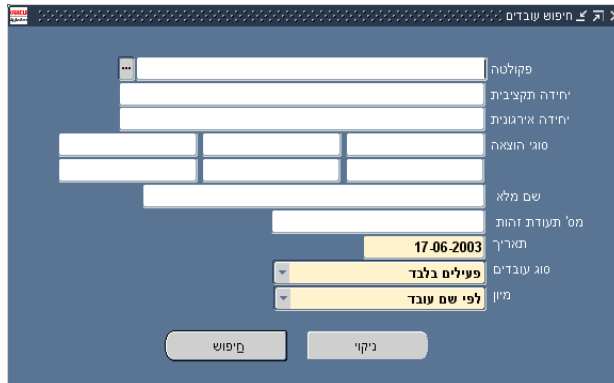 חיפוש עובדים
פקולטה
יחידה תקציבית
יחידה אירגונית
סוגי הוצאה
שם מלא
מס' תעודת זהות
תאריך 17-06-2003
סוג עובדים פעילים בלבד
מיון לפי שם עובד
ניקוי חיפוש